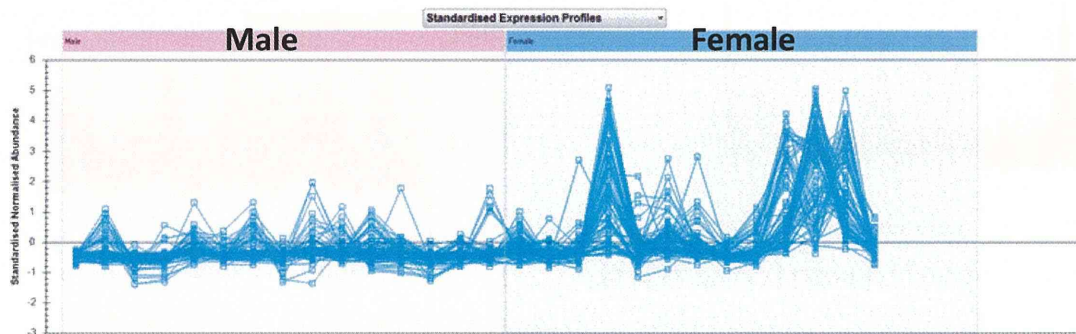 Standardised Expression Profiles
Male
Male
Female
Female
6
5
4
3
2
1
0
-1
-2
-3
Standardised Normalised Abundance